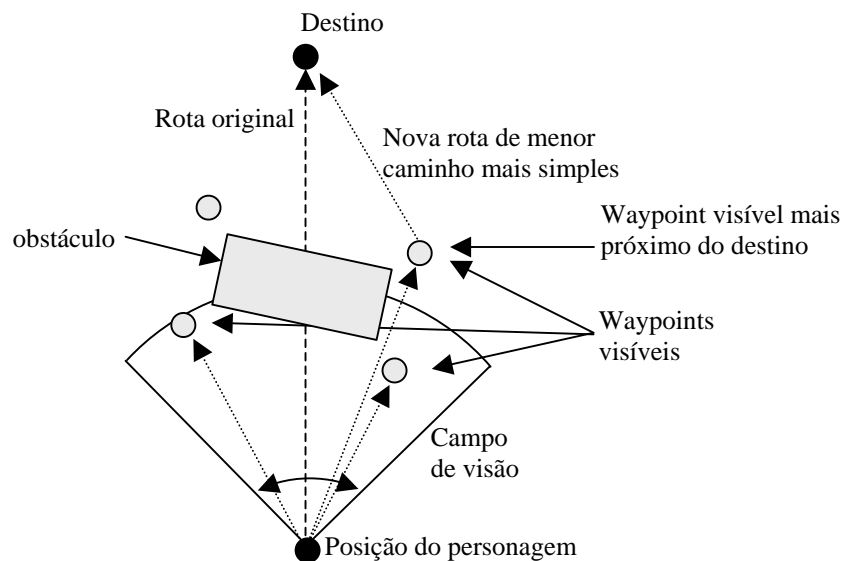 Destino
Rota original
Nova rota de menor
caminho mais simples
Waypoint visível mais
próximo do destino
obstáculo
Waypoints
visíveis
Campo
de visão
Posição do personagem